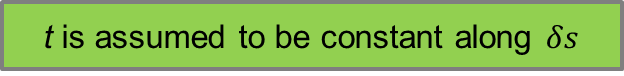 t is assumed to be constant along δs